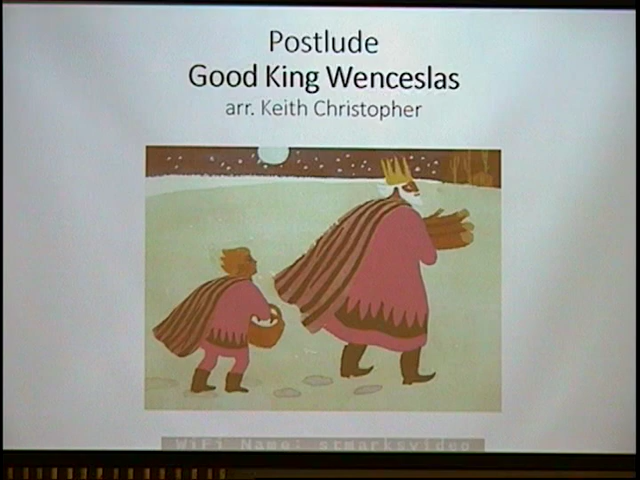 Postlude
Good King Wenceslas
arr. Keith Christopher
WiFi Name: stmarksvideo